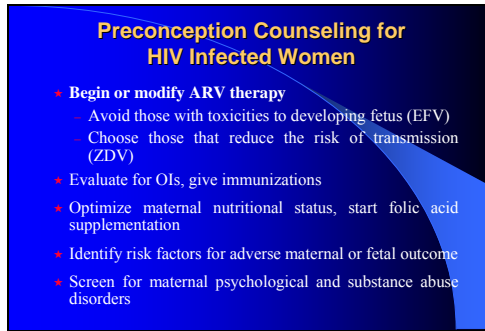 Preconception Counseling for
HIV Infected Women
★ Begin or modify ARV therapy
– Avoid those with toxicities to developing fetus (EFV)
– Choose those that reduce the risk of transmission
(ZDV)
★ Evaluate for OIs, give immunizations
★ Optimize maternal nutritional status, start folic acid
supplementation
★ Identify risk factors for adverse maternal or fetal outcome
★ Screen for maternal psychological and substance abuse
disorders